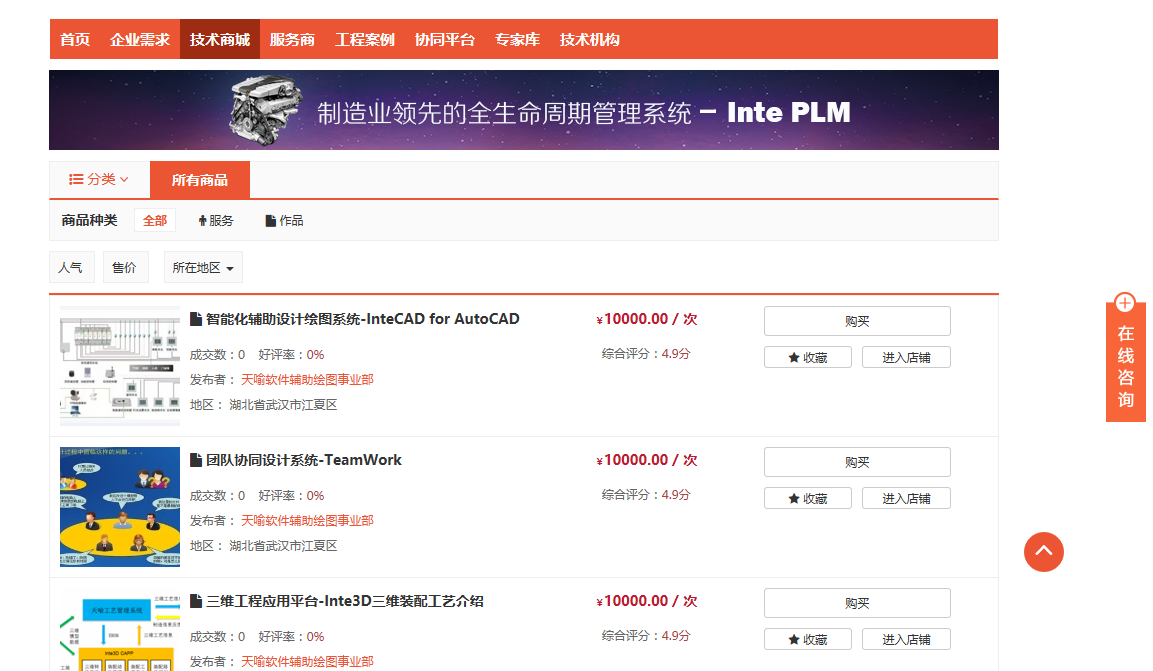 首页 企业需求 技术商城 服务商 工程案例 协同平台 专家库 技术机构
制造业领先的全生命周期管理系统 – Inte PLM
分类 所有商品
商品种类 全部 服务 作品
人气 售价 所在地区
智能化辅助设计绘图系统-InteCAD for AutoCAD ¥10000.00 / 次 购买
成交数：0 好评率：0% 综合评分：4.9分 收藏 进入店铺
发布者： 天喻软件辅助绘图事业部
地区： 湖北省武汉市江夏区
团队协同设计系统-TeamWork ¥10000.00 / 次 购买
成交数：0 好评率：0% 综合评分：4.9分 收藏 进入店铺
发布者： 天喻软件辅助绘图事业部
地区： 湖北省武汉市江夏区
三维工程应用平台-Inte3D三维装配工艺介绍 ¥10000.00 / 次 购买
成交数：0 好评率：0% 综合评分：4.9分 收藏 进入店铺
发布者： 天喻软件辅助绘图事业部
天喻工艺管理系统
Inte3D CAPP
在线咨询